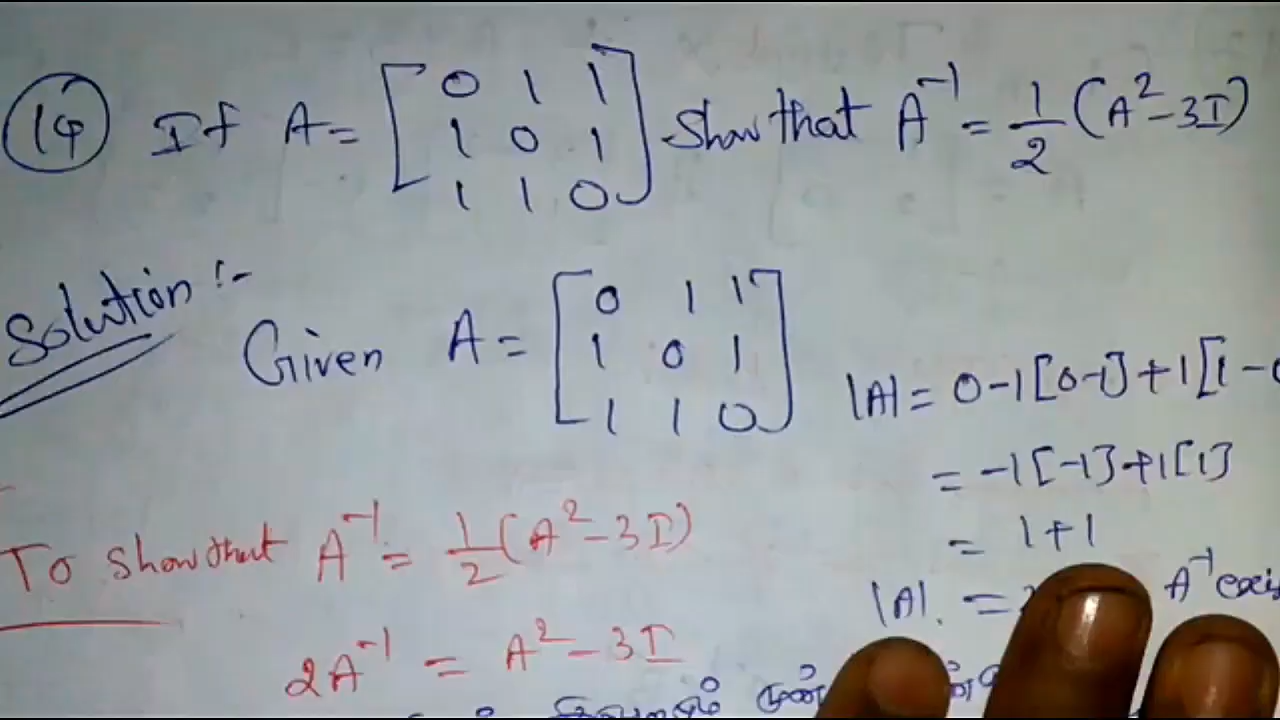 (14) If A = [ 0 1 1 show that A⁻¹ = 1/2 (A² - 3I)
1 0 1
1 1 0 ]
Solution :-
Given A = [ 0 1 1
1 0 1
1 1 0 ]
|A| = 0-1[0-1]+1[1-0
= -1[-1]+1[1]
= 1+1
|A| = A⁻¹
To show that A⁻¹ = 1/2 (A² - 3I)
2A⁻¹ = A² - 3I